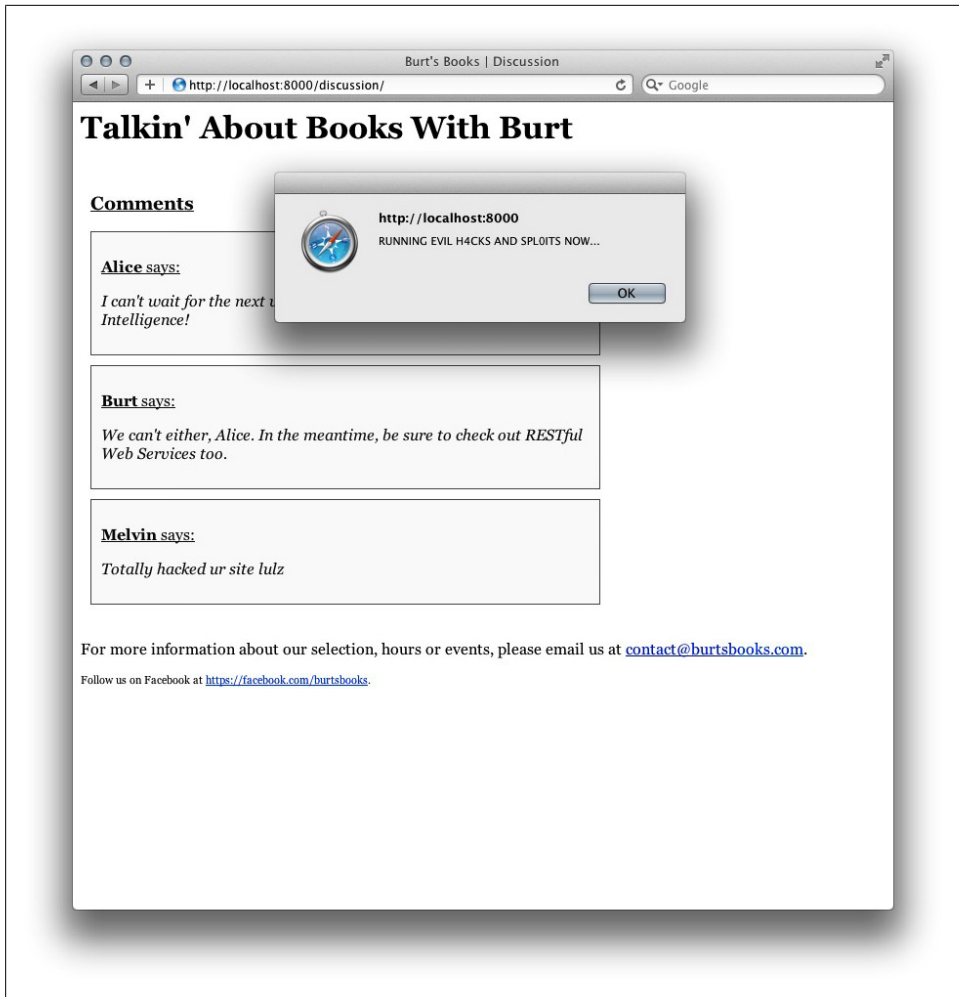 Burt's Books | Discussion
http://localhost:8000/discussion/
Google
Talkin' About Books With Burt
Comments
http://localhost:8000
RUNNING EVIL H4CKS AND SPL0ITS NOW...
OK
Alice says:
I can't wait for the next
Intelligence!
Burt says:
We can't either, Alice. In the meantime, be sure to check out RESTful
Web Services too.
Melvin says:
Totally hacked ur site lulz
For more information about our selection, hours or events, please email us at contact@burtsbooks.com.
Follow us on Facebook at https://facebook.com/burtsbooks.